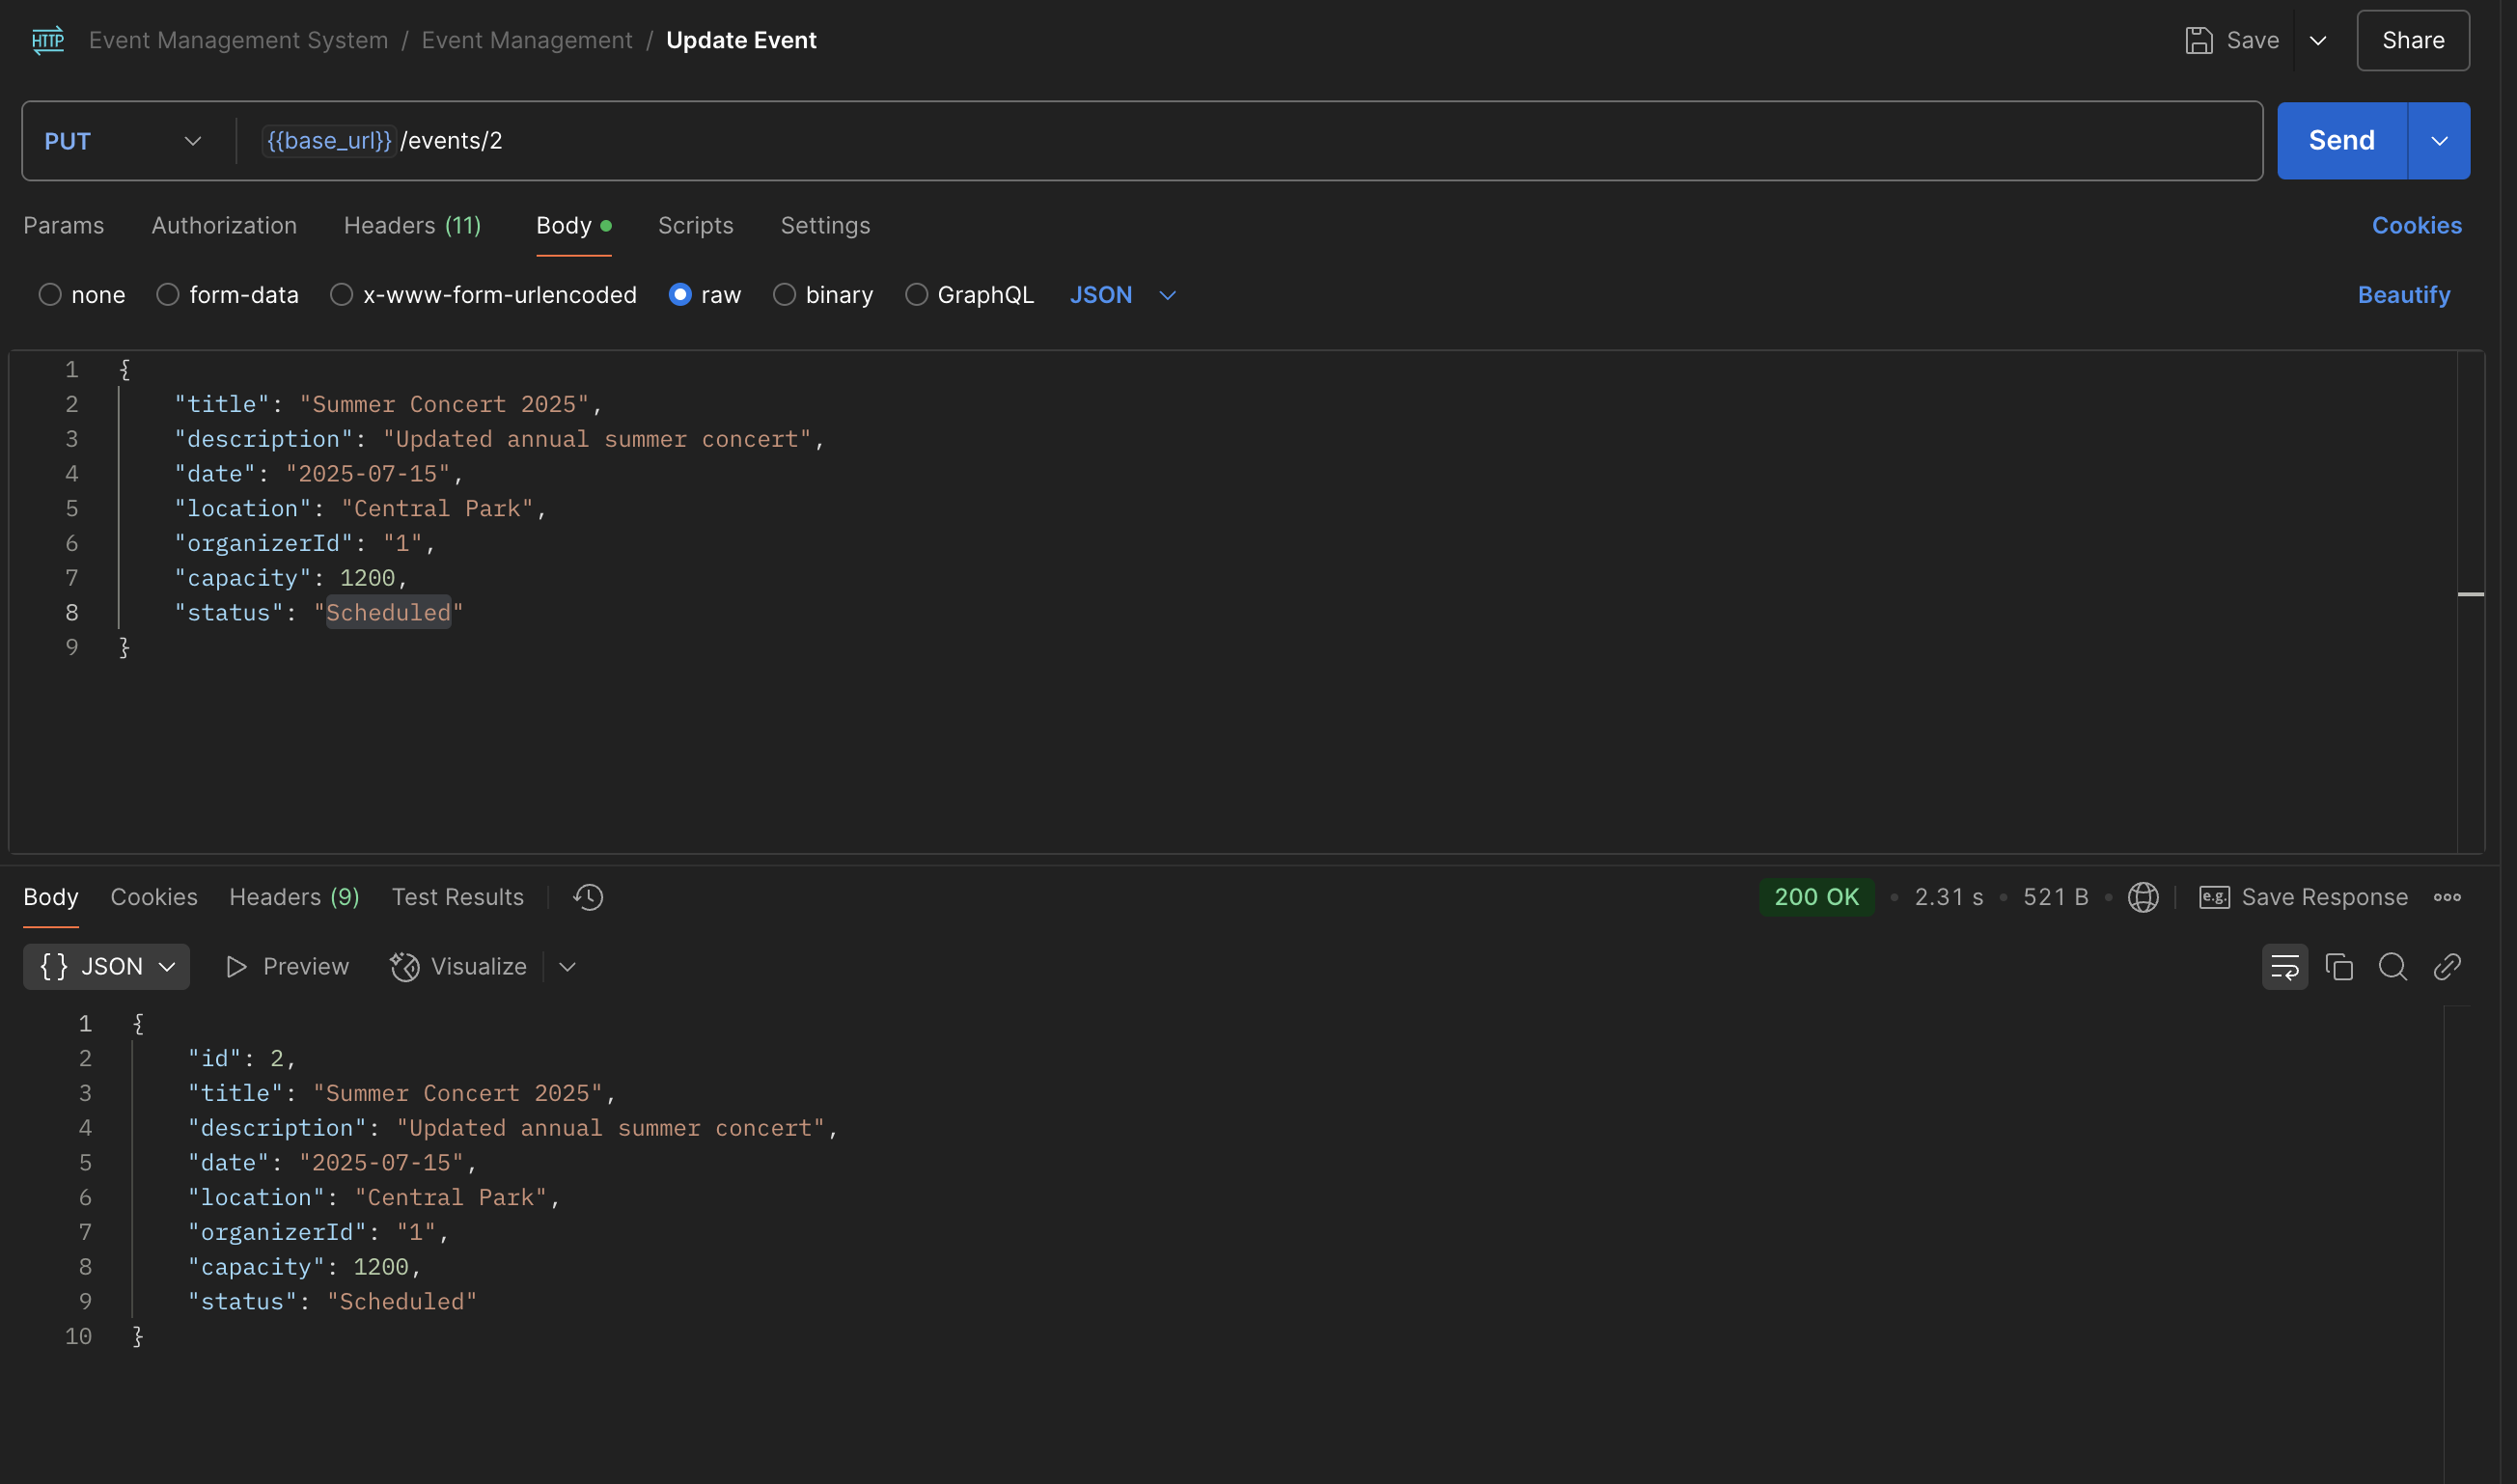 HTTP Event Management System / Event Management / Update Event Save Share
PUT {{base_url}}/events/2 Send
Params Authorization Headers (11) Body Scripts Settings Cookies
none form-data x-www-form-urlencoded raw binary GraphQL JSON Beautify
1 {
2 "title": "Summer Concert 2025",
3 "description": "Updated annual summer concert",
4 "date": "2025-07-15",
5 "location": "Central Park",
6 "organizerId": "1",
7 "capacity": 1200,
8 "status": "Scheduled"
9 }
Body Cookies Headers (9) Test Results 200 OK • 2.31 s • 521 B • e.g. Save Response
{} JSON Preview Visualize
1 {
2 "id": 2,
3 "title": "Summer Concert 2025",
4 "description": "Updated annual summer concert",
5 "date": "2025-07-15",
6 "location": "Central Park",
7 "organizerId": "1",
8 "capacity": 1200,
9 "status": "Scheduled"
10 }